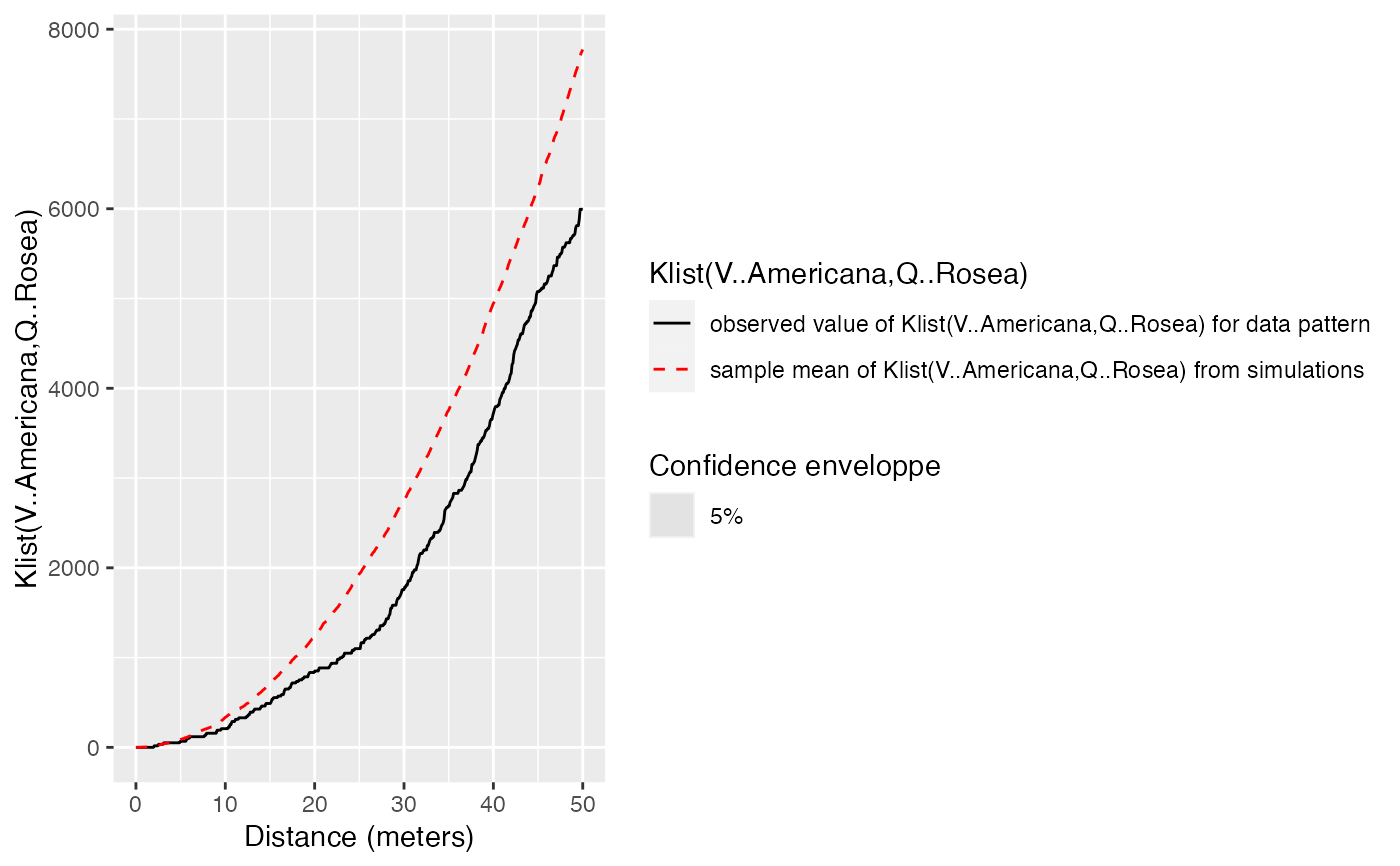 8000
6000
4000
2000
0
Klist(V..Americana,Q..Rosea)
0 10 20 30 40 50
Distance (meters)
Klist(V..Americana,Q..Rosea)
observed value of Klist(V..Americana,Q..Rosea) for data pattern
sample mean of Klist(V..Americana,Q..Rosea) from simulations
Confidence enveloppe
5%